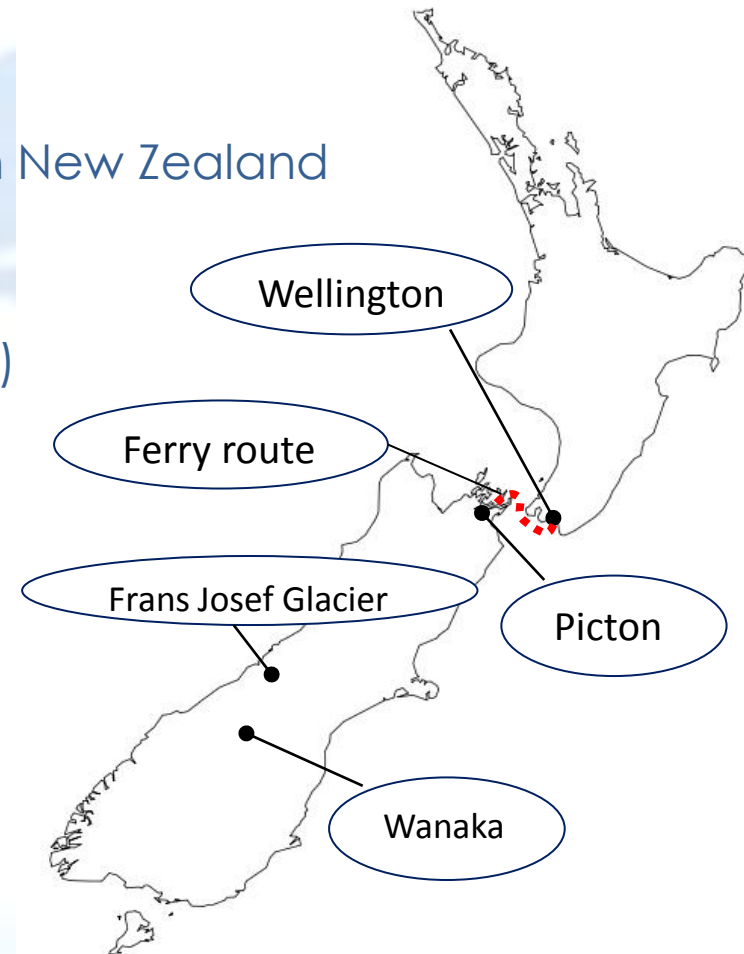 New Zealand
Wellington
)
Ferry route
Frans Josef Glacier
Picton
Wanaka